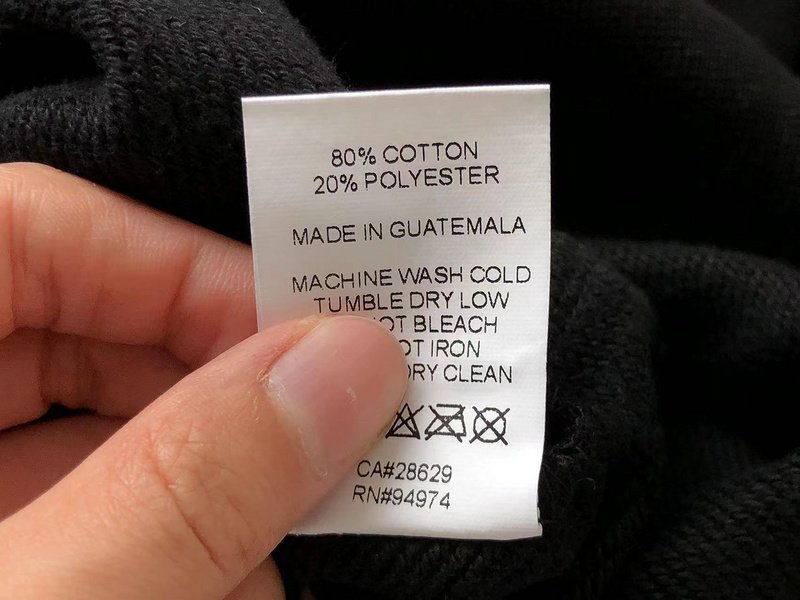 80% COTTON
20% POLYESTER
MADE IN GUATEMALA
MACHINE WASH COLD
TUMBLE DRY LOW
BLEACH
IRON
CLEAN
CA#28629
RN#94974